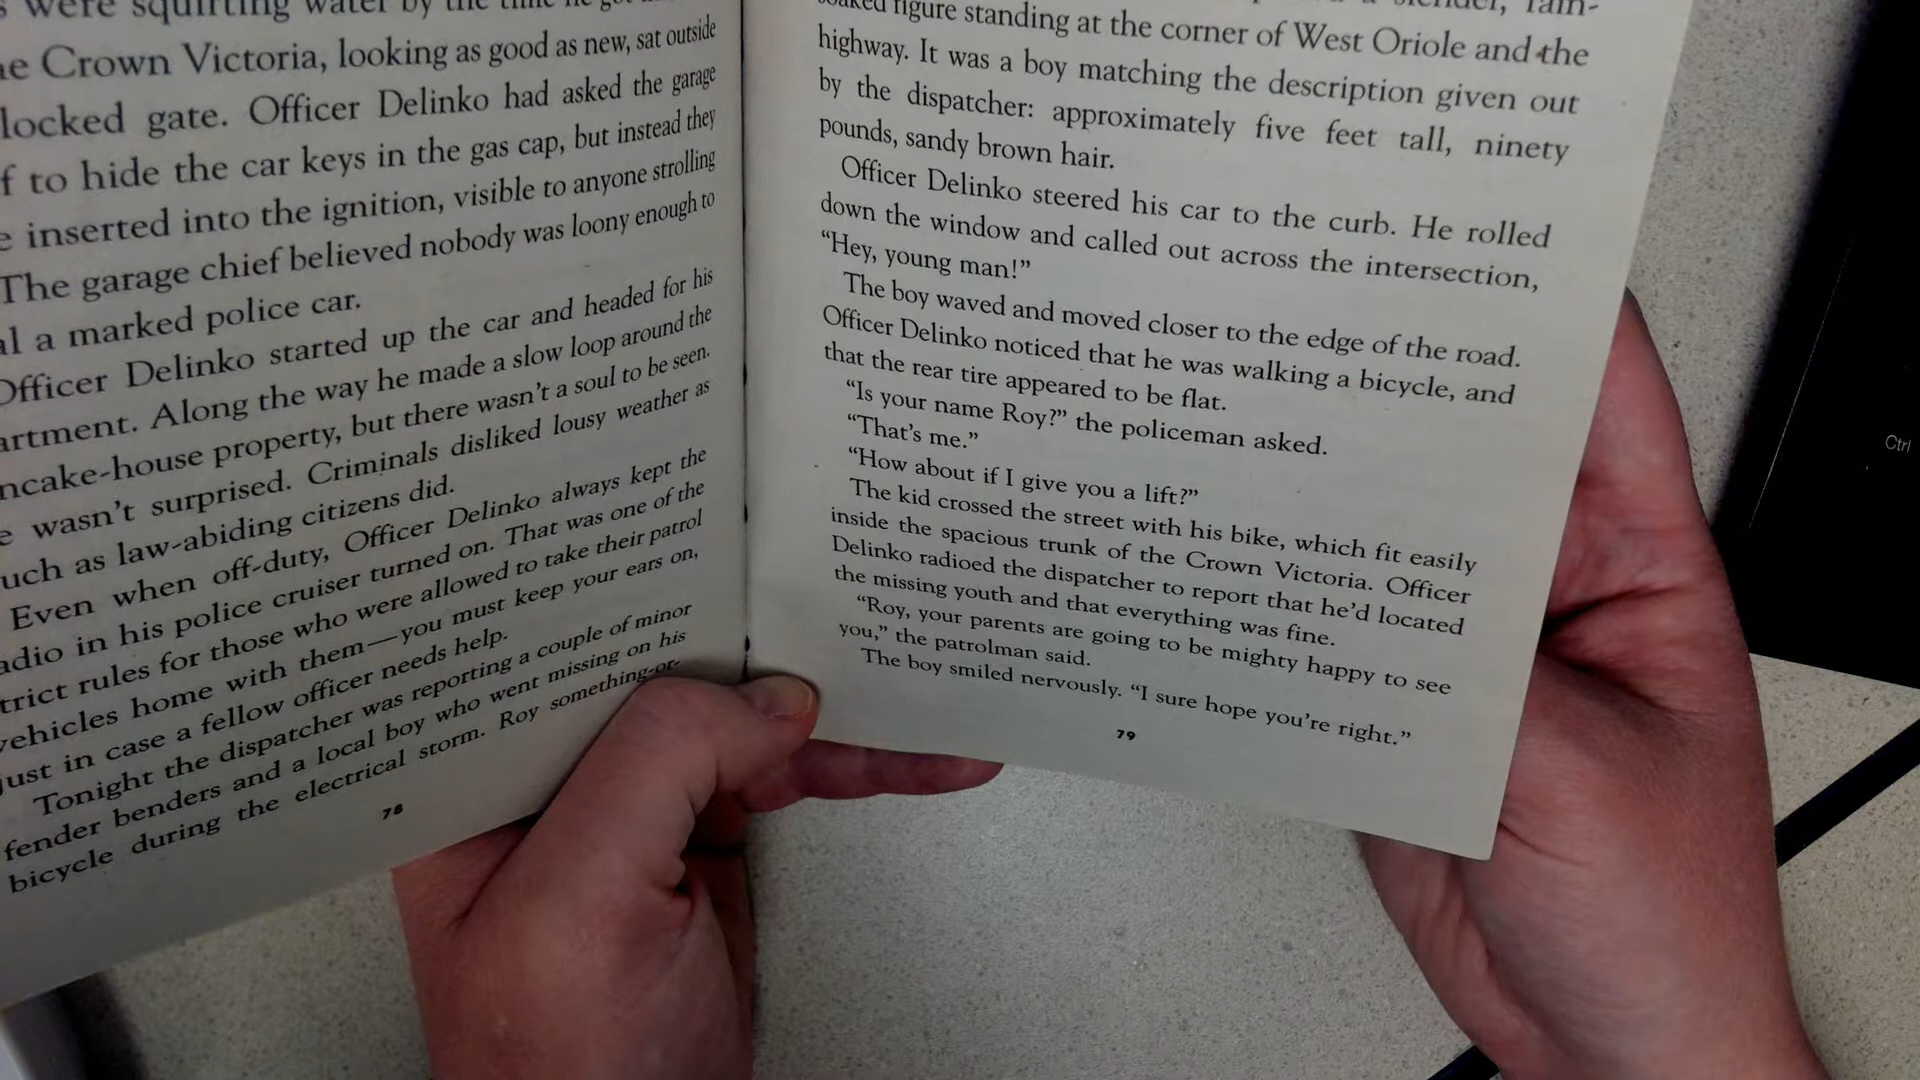 were squirting water by the time he got
Crown Victoria, looking as good as new, sat outside
locked gate. Officer Delinko had asked the garage
to hide the car keys in the gas cap, but instead they
inserted into the ignition, visible to anyone strolling
The garage chief believed nobody was loony enough to
a marked police car.
Officer Delinko started up the car and headed for his
artment. Along the way he made a slow loop around the
ncake-house property, but there wasn't a soul to be seen.
wasn't surprised. Criminals disliked lousy weather as
uch as law-abiding citizens did.
Even when off-duty, Officer Delinko always kept the
adio in his police cruiser turned on. That was one of the
trict rules for those who were allowed to take their patrol
vehicles home with them—you must keep your ears on,
just in case a fellow officer needs help.
Tonight the dispatcher was reporting a couple of minor
fender benders and a local boy who went missing on his
bicycle during the electrical storm. Roy something-or-
78
slender, rain-
soaked figure standing at the corner of West Oriole and the
highway. It was a boy matching the description given out
by the dispatcher: approximately five feet tall, ninety
pounds, sandy brown hair.
Officer Delinko steered his car to the curb. He rolled
down the window and called out across the intersection,
“Hey, young man!”
The boy waved and moved closer to the edge of the road.
Officer Delinko noticed that he was walking a bicycle, and
that the rear tire appeared to be flat.
“Is your name Roy?” the policeman asked.
“That's me.”
“How about if I give you a lift?”
The kid crossed the street with his bike, which fit easily
inside the spacious trunk of the Crown Victoria. Officer
Delinko radioed the dispatcher to report that he'd located
the missing youth and that everything was fine.
“Roy, your parents are going to be mighty happy to see
you,” the patrolman said.
The boy smiled nervously. “I sure hope you're right.”
79
Ctrl